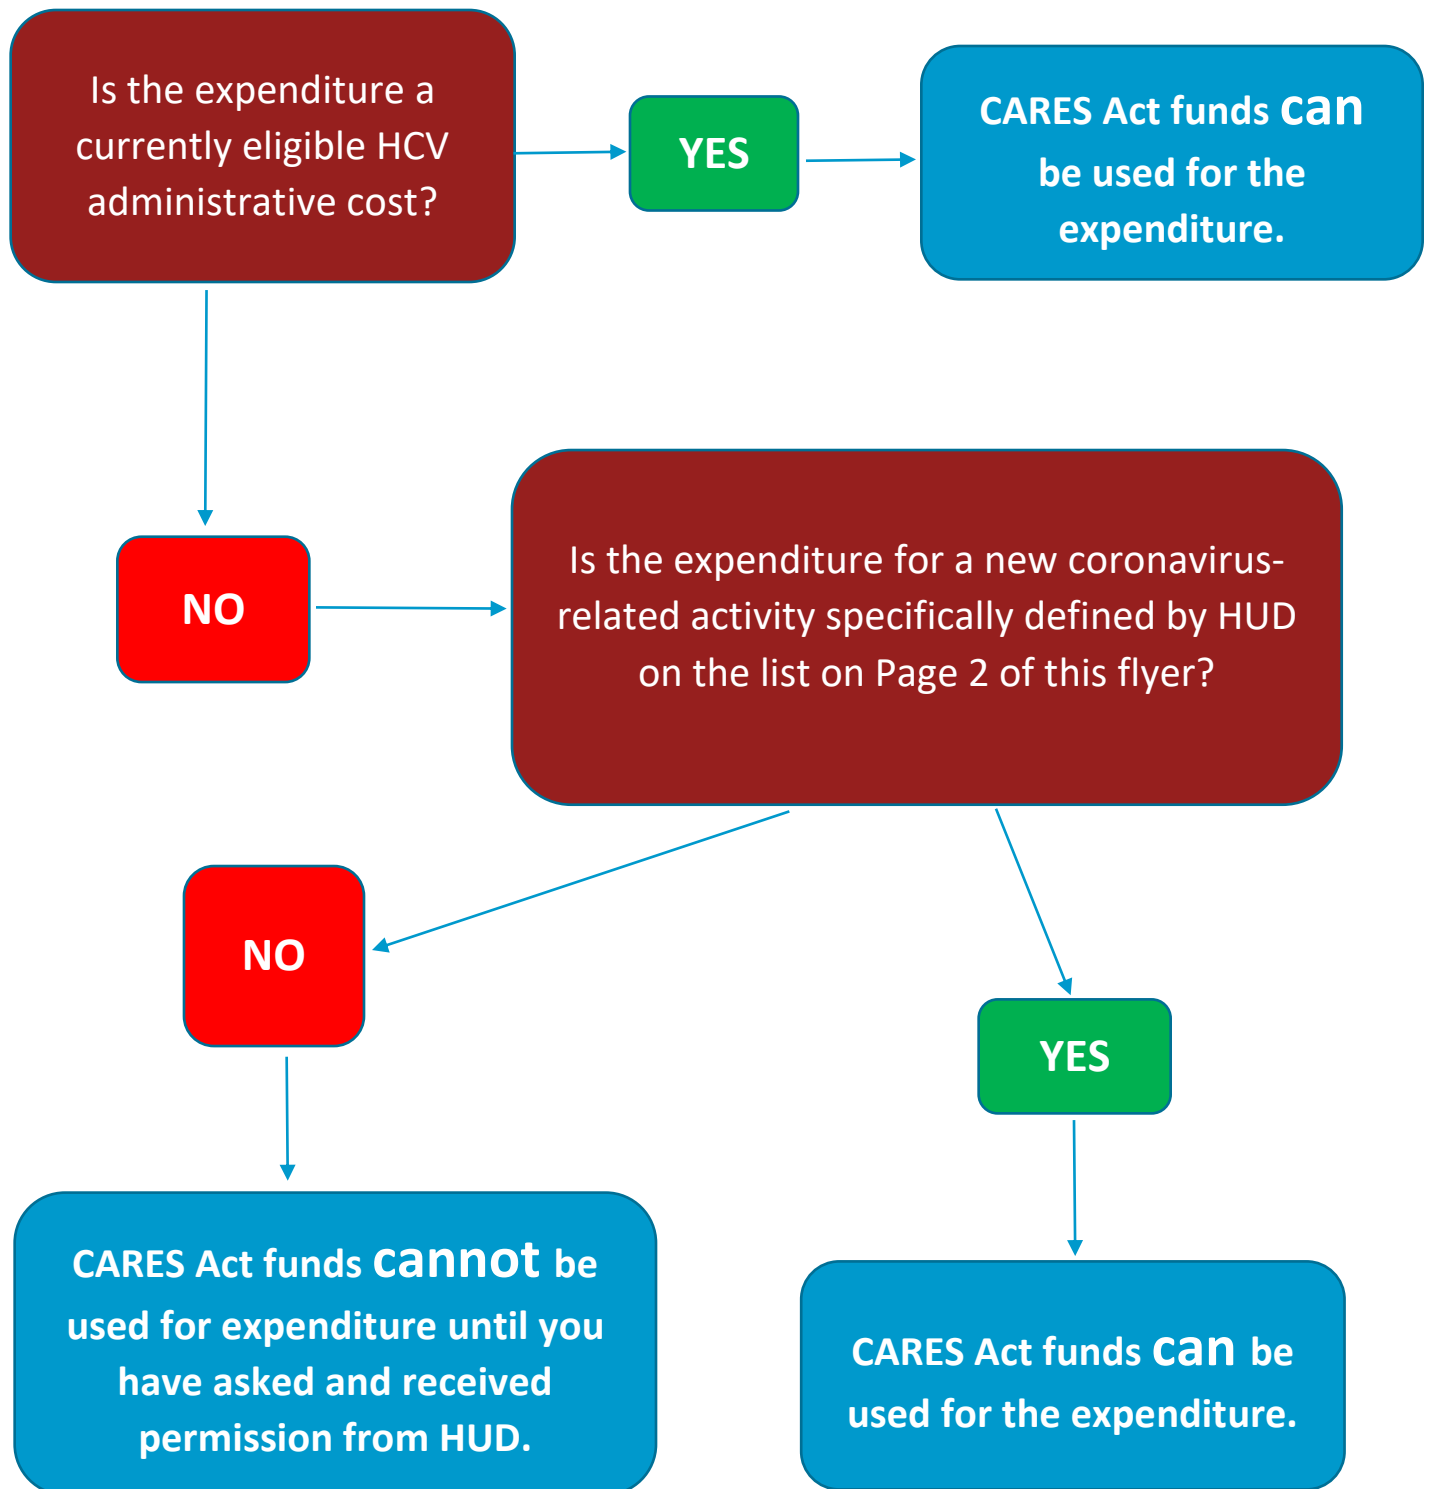 Is the expenditure a
currently eligible HCV
administrative cost?
YES
CARES Act funds can
be used for the
expenditure.
NO
Is the expenditure for a new coronavirus-
related activity specifically defined by HUD
on the list on Page 2 of this flyer?
NO
YES
CARES Act funds cannot be
used for expenditure until you
have asked and received
permission from HUD.
CARES Act funds can be
used for the expenditure.